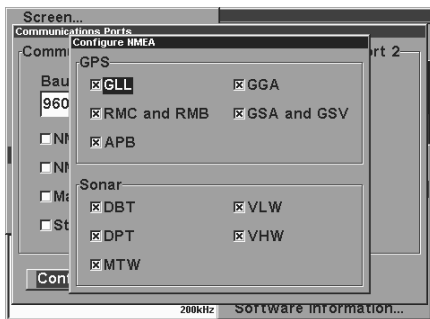 Screen...
Communications Ports
Configure NMEA
rt 2
GPS
GLL
GGA
RMC and RMB
GSA and GSV
APB
Sonar
DBT
VLW
DPT
VHW
MTW
200kHz
Software Information...